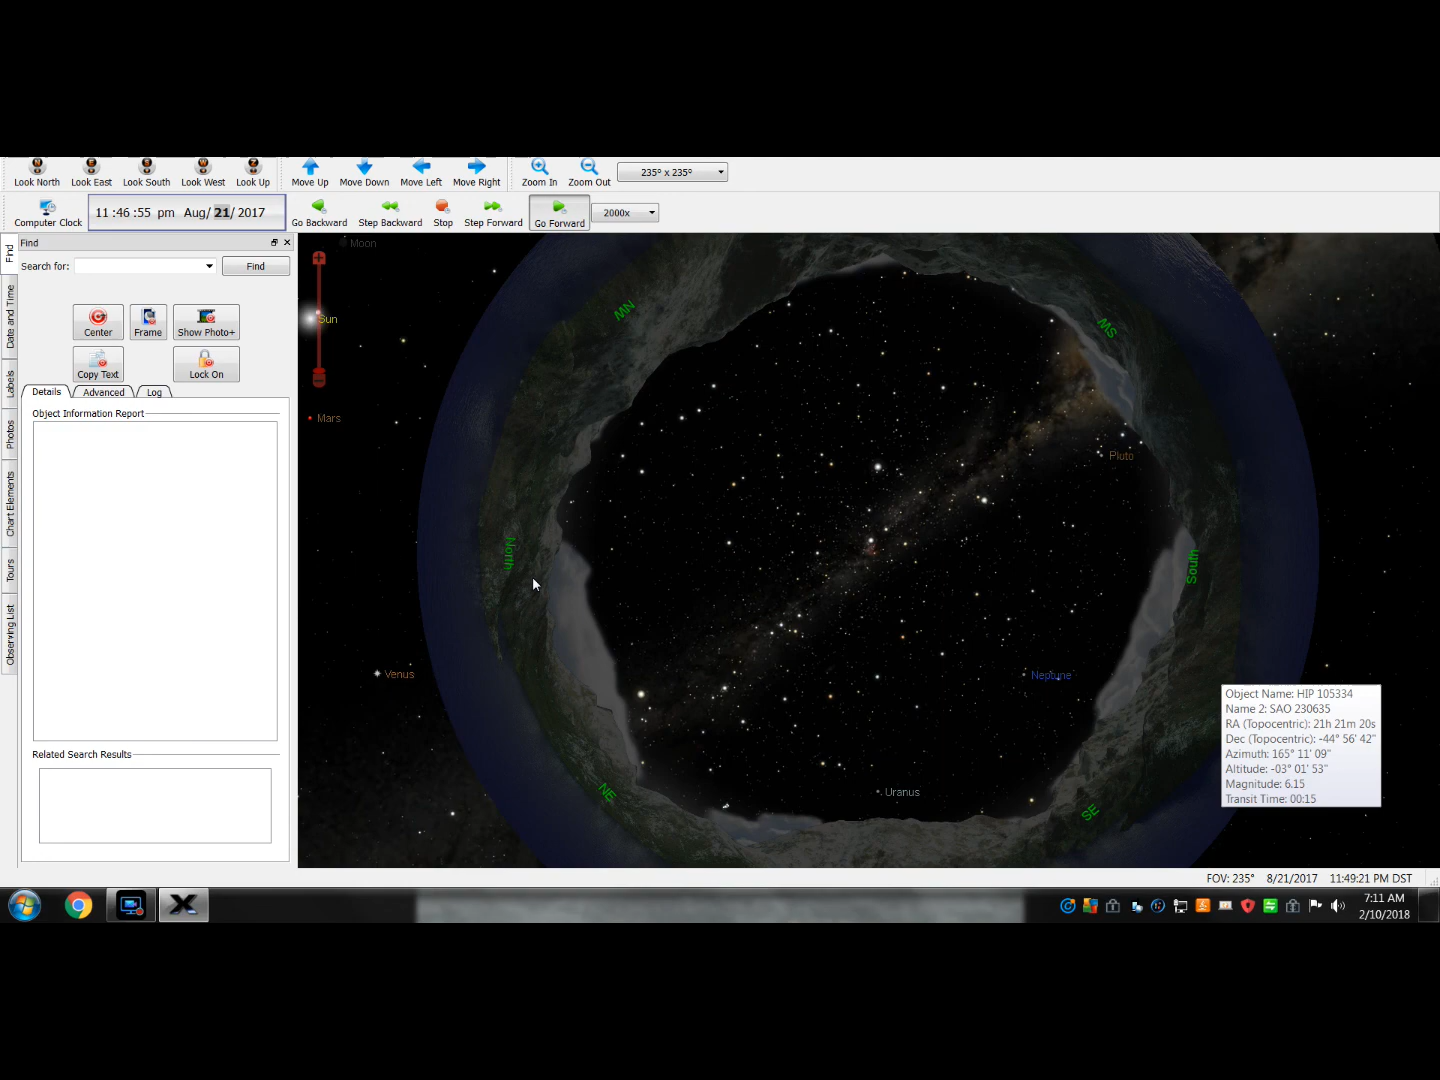 Look North Look East Look South Look West Look Up Move Up Move Down Move Left Move Right Zoom In Zoom Out 235° x 235°
Computer Clock 11 :46 :55 pm Aug/ 21/ 2017 Go Backward Step Backward Stop Step Forward Go Forward 2000x
Find
Search for: Find
Center Frame Show Photo+
Copy Text Lock On
Details Advanced Log
Object Information Report
Related Search Results
Find
Date and Time
Labels
Photos
Chart Elements
Tours
Observing List
Moon
Sun
Mars
Venus
NW
SW
Pluto
North
South
Neptune
NE
Uranus
SE
Object Name: HIP 105334
Name 2: SAO 230635
RA (Topocentric): 21h 21m 20s
Dec (Topocentric): -44° 56' 42"
Azimuth: 165° 11' 09"
Altitude: -03° 01' 53"
Magnitude: 6.15
Transit Time: 00:15
FOV: 235° 8/21/2017 11:49:21 PM DST
7:11 AM
2/10/2018